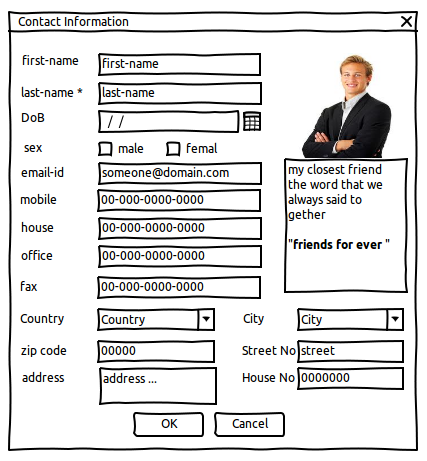 Contact Information
first-name first-name
last-name * last-name
DoB / /
sex male femal
email-id someone@domain.com
mobile 00-000-0000-0000
house 00-000-0000-0000
office 00-000-0000-0000
fax 00-000-0000-0000
my closest friend
the word that we
always said to
gether
"friends for ever "
Country Country City City
zip code 00000 Street No street
address address ... House No 0000000
OK Cancel